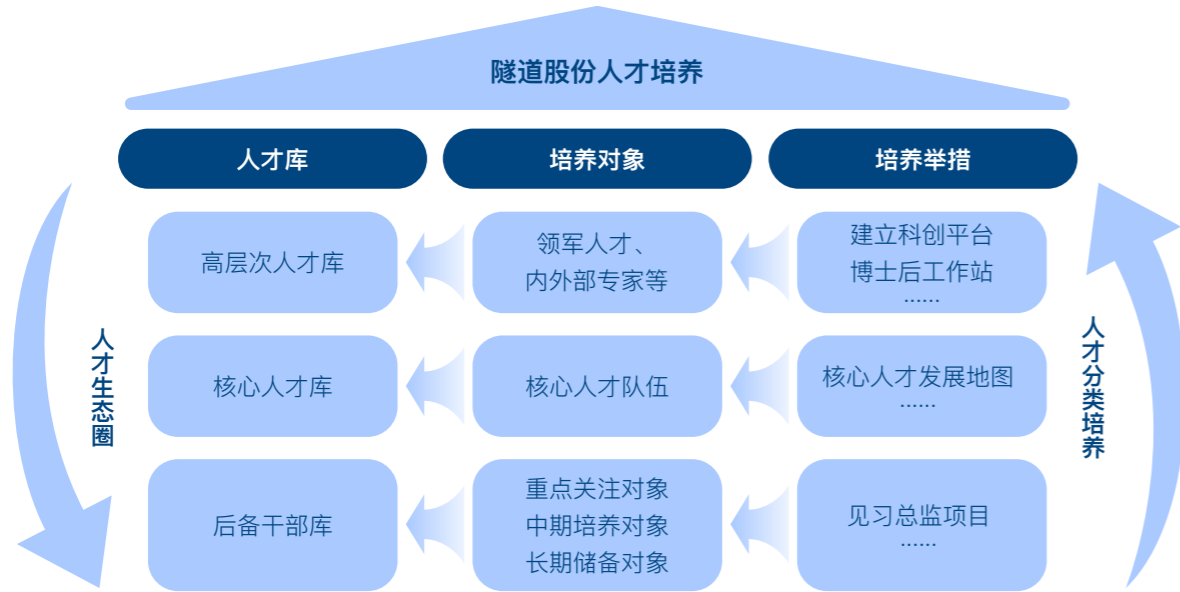 隧道股份人才培养
人才库
培养对象
培养举措
高层次人才库
领军人才、
内外部专家等
建立科创平台
博士后工作站
……
核心人才库
核心人才队伍
核心人才发展地图
……
后备干部库
重点关注对象
中期培养对象
长期储备对象
见习总监项目
……
人才生态圈
人才分类培养